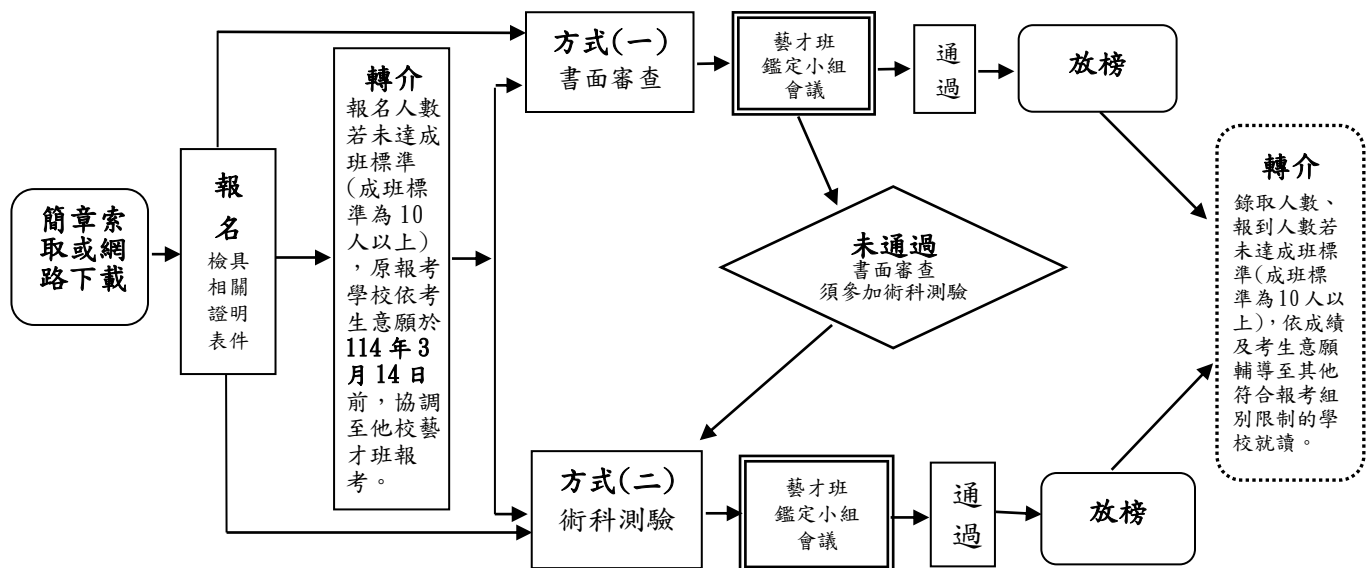 簡章索
取或網
路下載
報
名
檢具
相關
證明
表件
轉介
報名人數
若未達成
班標準
(成班標
準為10
人以上)
，原報考
學校依考
生意願於
114年3
月14日
前，協調
至他校藝
才班報
考。
方式(一)
書面審查
藝才班
鑑定小組
會議
通
過
放榜
未通過
書面審查
須參加術科測驗
方式(二)
術科測驗
藝才班
鑑定小組
會議
通
過
放榜
轉介
錄取人數、
報到人數若
未達成班標
準(成班標
準為10人以
上)，依成績
及考生意願
輔導至其他
符合報考組
別限制的學
校就讀。